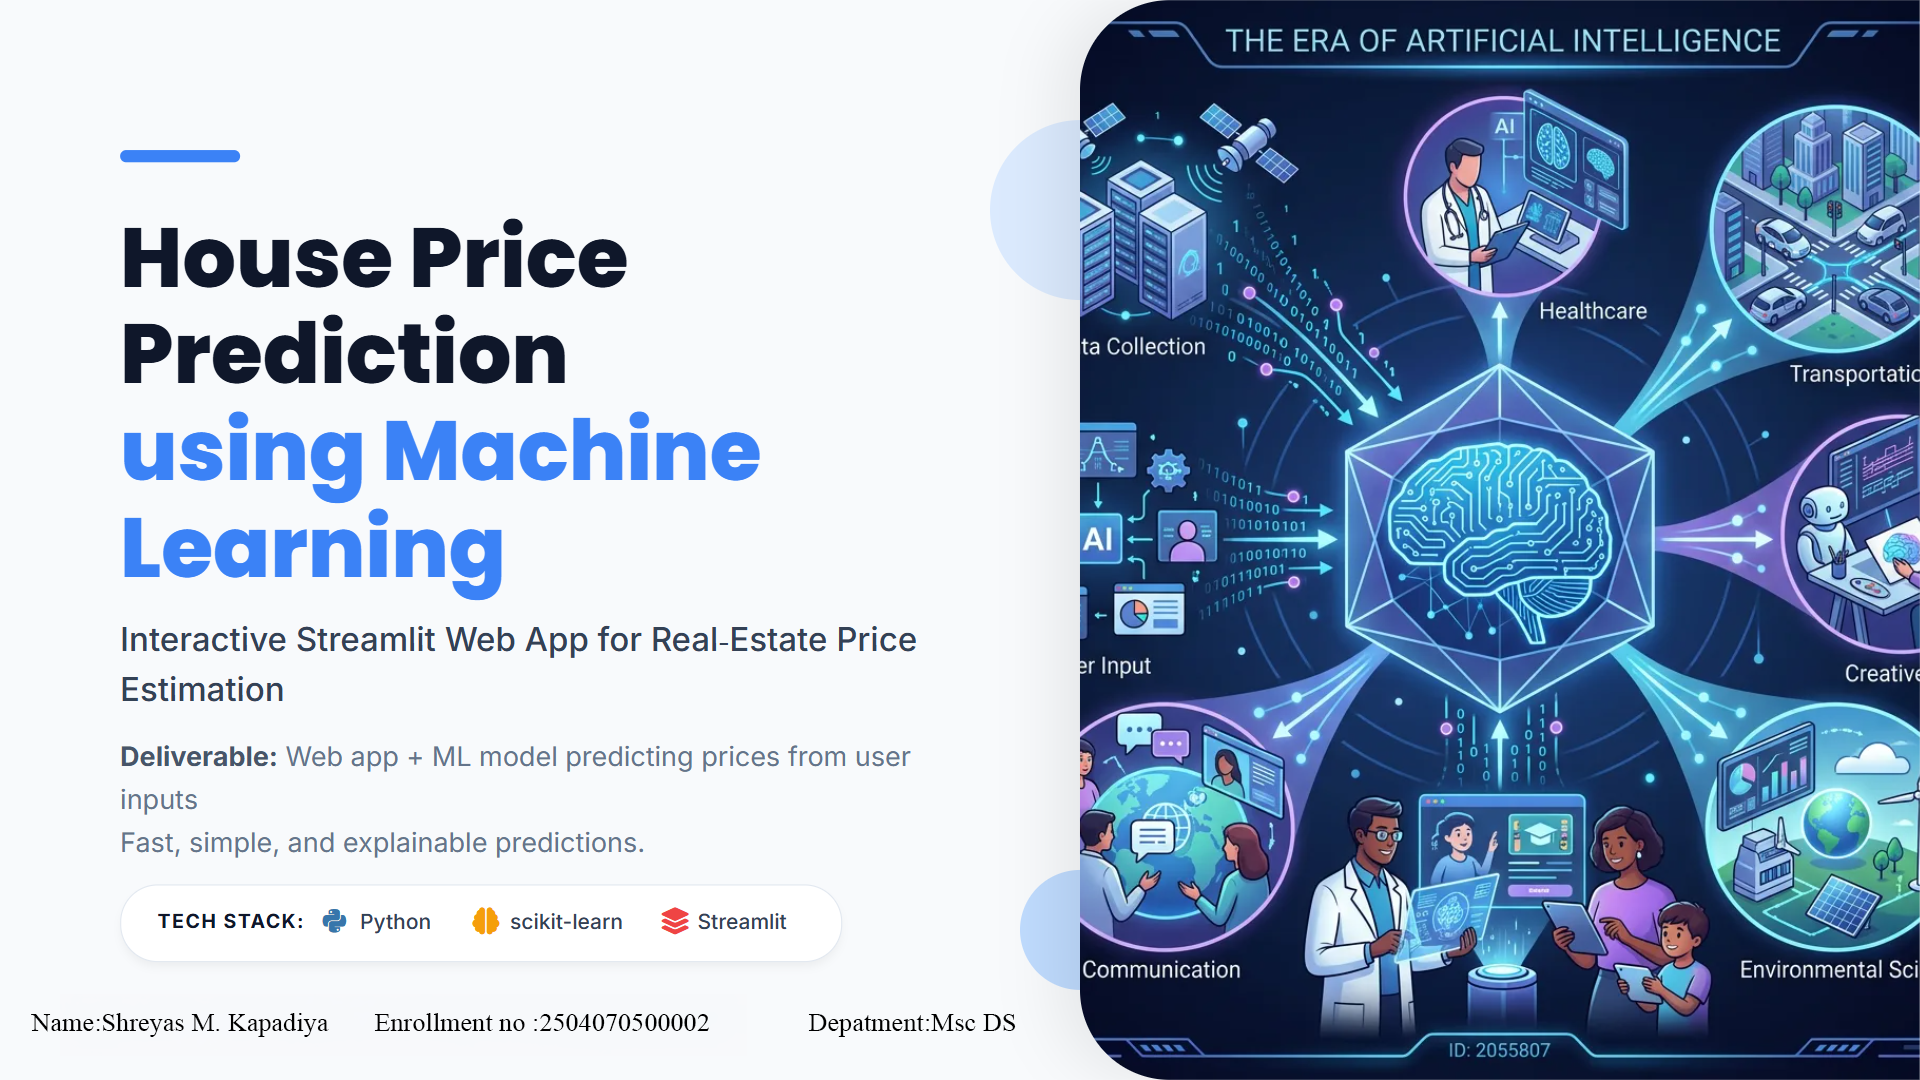 House Price
Prediction
using Machine
Learning
Interactive Streamlit Web App for Real-Estate Price
Estimation
Deliverable: Web app + ML model predicting prices from user
inputs
Fast, simple, and explainable predictions.
TECH STACK: Python scikit-learn Streamlit
Name:Shreyas M. Kapadiya Enrollment no :2504070500002 Depatment:Msc DS
THE ERA OF ARTIFICIAL INTELLIGENCE
AI
Healthcare
ta Collection
Transportatio
AI
er Input
Creative
Communication
Environmental Sci
ID: 2055807